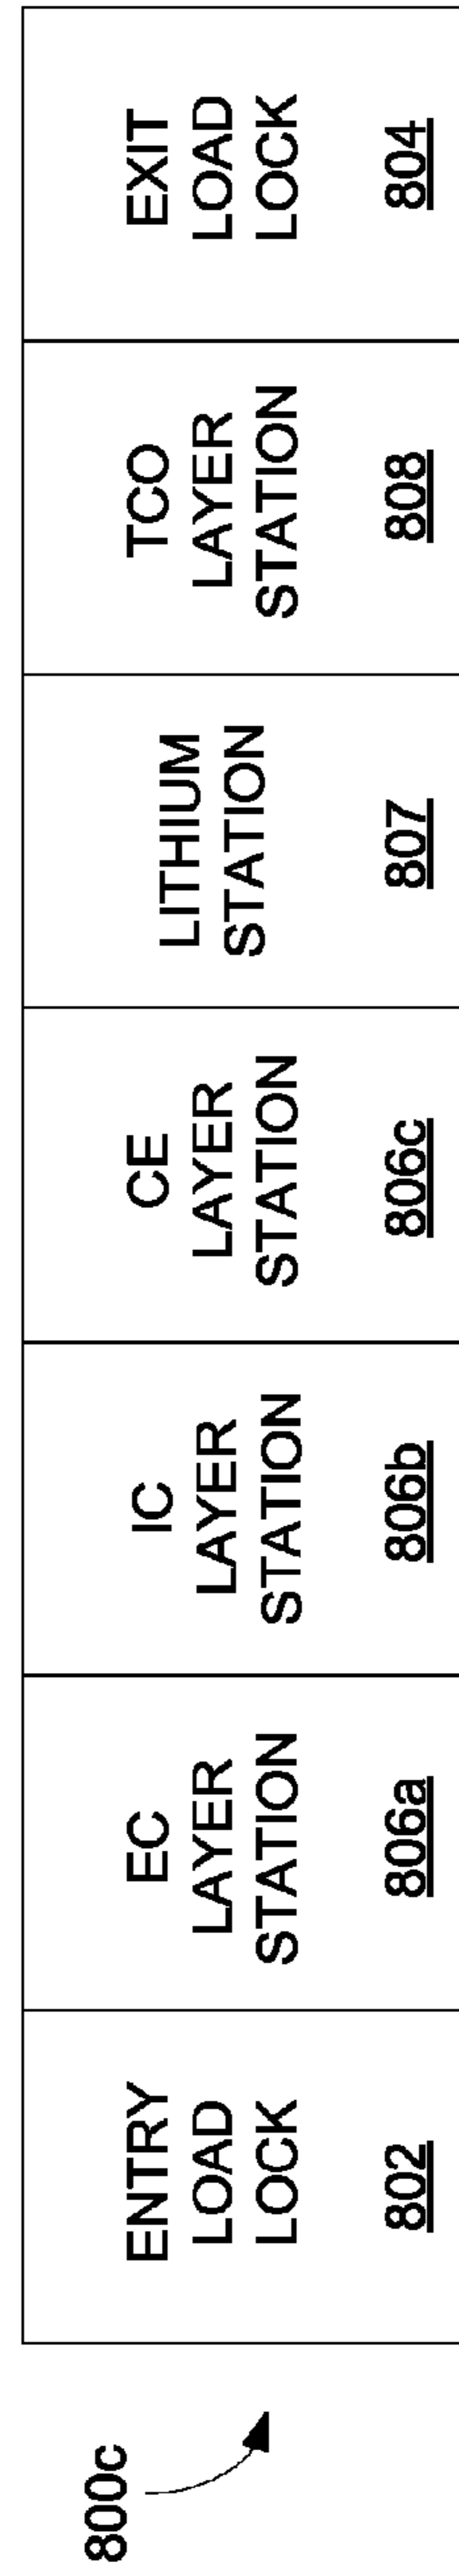 800c
ENTRY
LOAD
LOCK
802
EC
LAYER
STATION
806a
IC
LAYER
STATION
806b
CE
LAYER
STATION
806c
LITHIUM
STATION
807
TCO
LAYER
STATION
808
EXIT
LOAD
LOCK
804